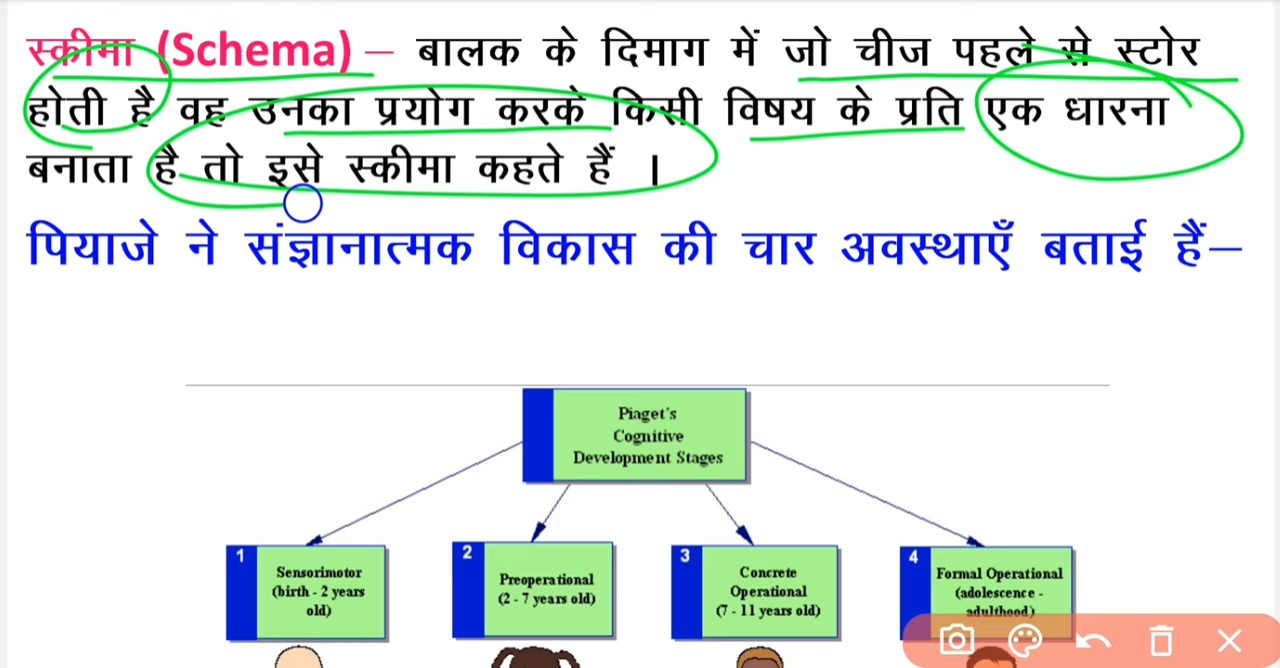 स्कीमा (Schema) – बालक के दिमाग में जो चीज पहले से स्टोर
होती है वह उनका प्रयोग करके किसी विषय के प्रति एक धारना
बनाता है तो इसे स्कीमा कहते हैं ।
पियाजे ने संज्ञानात्मक विकास की चार अवस्थाएँ बताई हैं–
Piaget's
Cognitive
Development Stages
1
Sensorimotor
(birth - 2 years
old)
2
Preoperational
(2 - 7 years old)
3
Concrete
Operational
(7 - 11 years old)
4
Formal Operational
(adolescence -
adulthood)